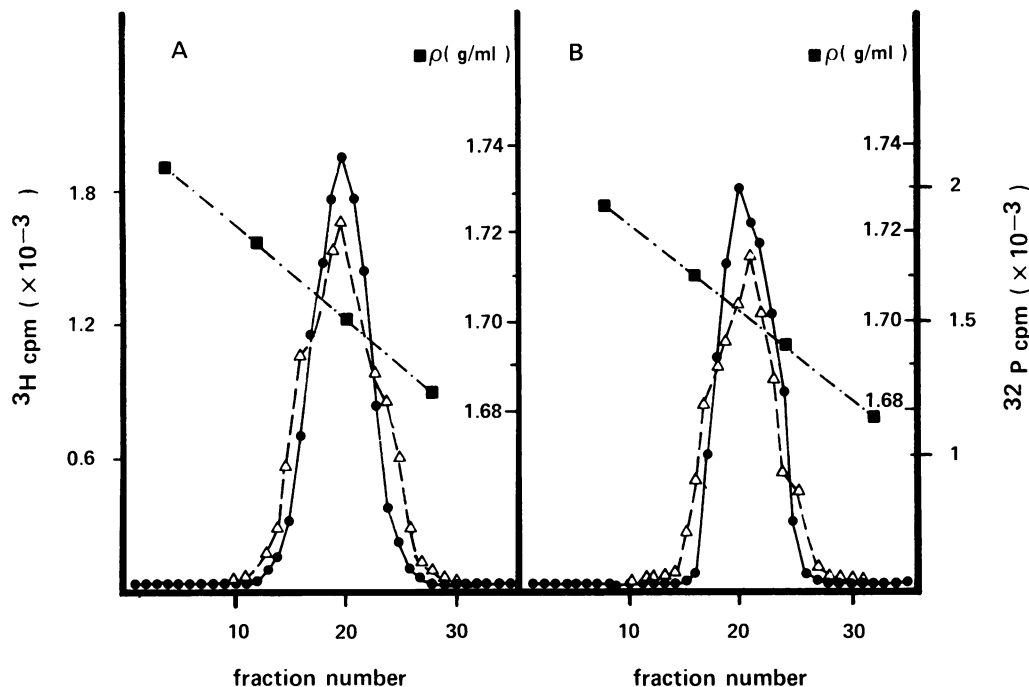 A
■ρ( g/ml )
B
■ρ( g/ml )
1.74
1.72
1.70
1.68
1.74
1.72
1.70
1.68
1.8
1.2
0.6
³H cpm ( × 10⁻³ )
2
1.5
1
32 P cpm ( × 10⁻³ )
10 20 30
10 20 30
fraction number
fraction number